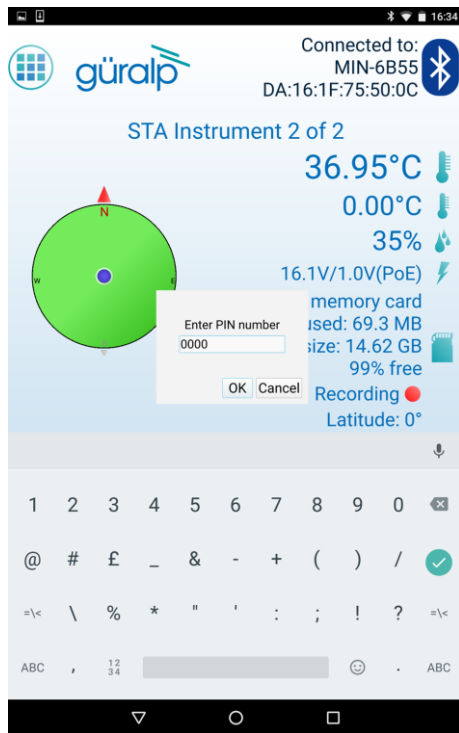 16:34
güralp
Connected to:
MIN-6B55
DA:16:1F:75:50:0C
STA Instrument 2 of 2
36.95°C
0.00°C
35%
16.1V/1.0V(PoE)
N
W
E
memory card
used: 69.3 MB
size: 14.62 GB
99% free
Recording
Latitude: 0°
Enter PIN number
0000
OK Cancel
1 2 3 4 5 6 7 8 9 0
@ # £ _ & - + ( ) /
=\< \ % * " ' : ; ! ? =\<
ABC , 12 34 . ABC